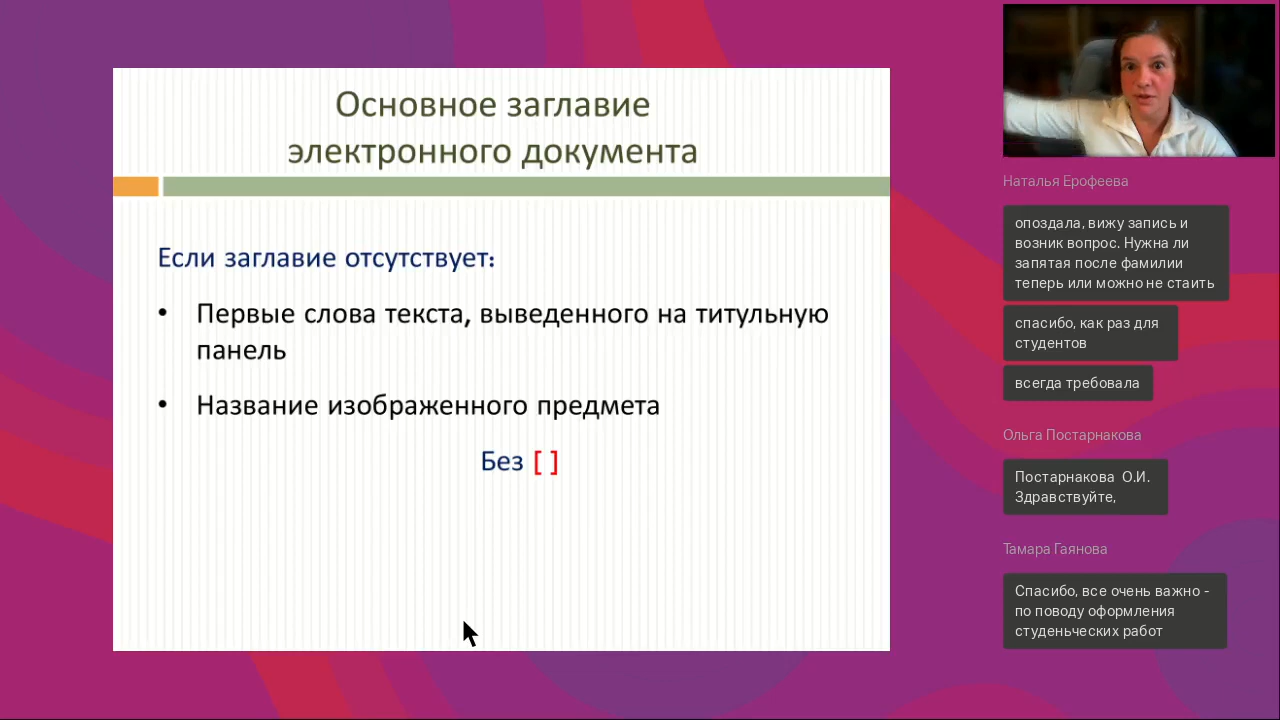 Основное заглавие
электронного документа
Если заглавие отсутствует:
• Первые слова текста, выведенного на титульную
панель
• Название изображенного предмета
Без [ ]
Наталья Ерофеева
опоздала, вижу запись и
возник вопрос. Нужна ли
запятая после фамилии
теперь или можно не стаить
спасибо, как раз для
студентов
всегда требовала
Ольга Постарнакова
Постарнакова О.И.
Здравствуйте,
Тамара Гаянова
Спасибо, все очень важно -
по поводу оформления
студеньческих работ